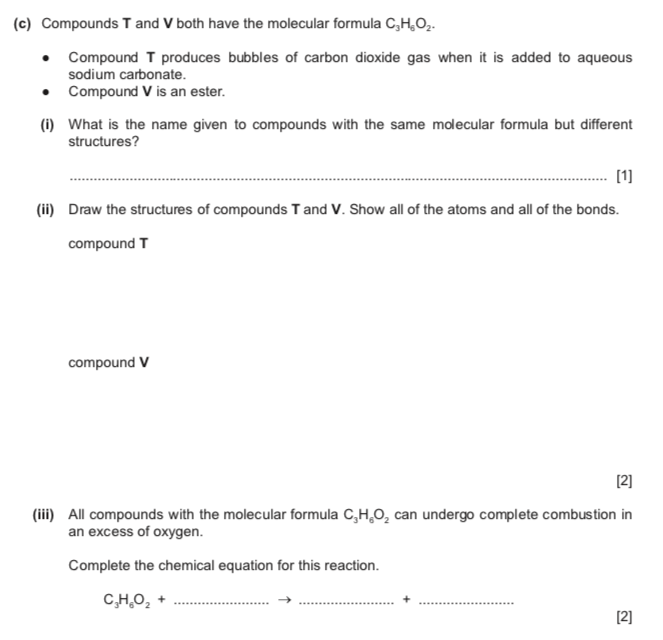 (c) Compounds T and V both have the molecular formula C₃H₆O₂.
• Compound T produces bubbles of carbon dioxide gas when it is added to aqueous
sodium carbonate.
• Compound V is an ester.
(i) What is the name given to compounds with the same molecular formula but different
structures?
.......................................................................................................................................... [1]
(ii) Draw the structures of compounds T and V. Show all of the atoms and all of the bonds.
compound T
compound V
[2]
(iii) All compounds with the molecular formula C₃H₆O₂ can undergo complete combustion in
an excess of oxygen.
Complete the chemical equation for this reaction.
C₃H₆O₂ + ........................ → ........................ + ........................
[2]